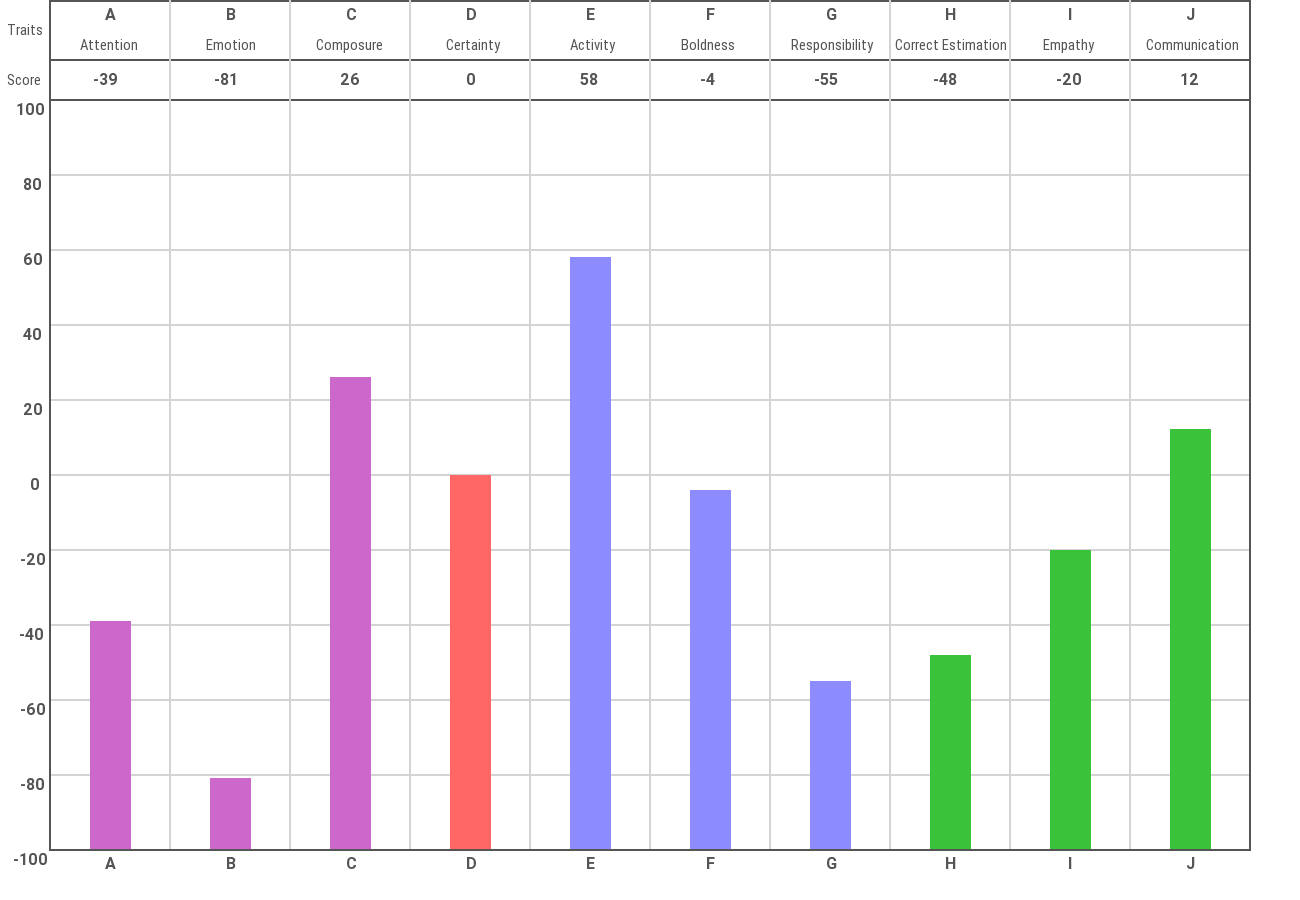 A B C D E F G H I J
Traits
Attention Emotion Composure Certainty Activity Boldness Responsibility Correct Estimation Empathy Communication
Score -39 -81 26 0 58 -4 -55 -48 -20 12
100
80
60
40
20
0
-20
-40
-60
-80
-100
A B C D E F G H I J